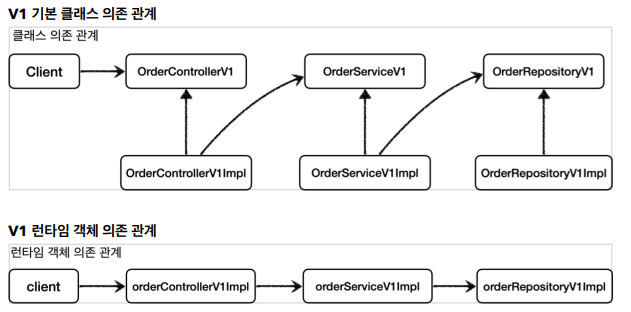 V1 기본 클래스 의존 관계
클래스 의존 관계
Client
OrderControllerV1
OrderServiceV1
OrderRepositoryV1
OrderControllerV1Impl
OrderServiceV1Impl
OrderRepositoryV1Impl
V1 런타임 객체 의존 관계
런타임 객체 의존 관계
client
orderControllerV1Impl
orderServiceV1Impl
orderRepositoryV1Impl